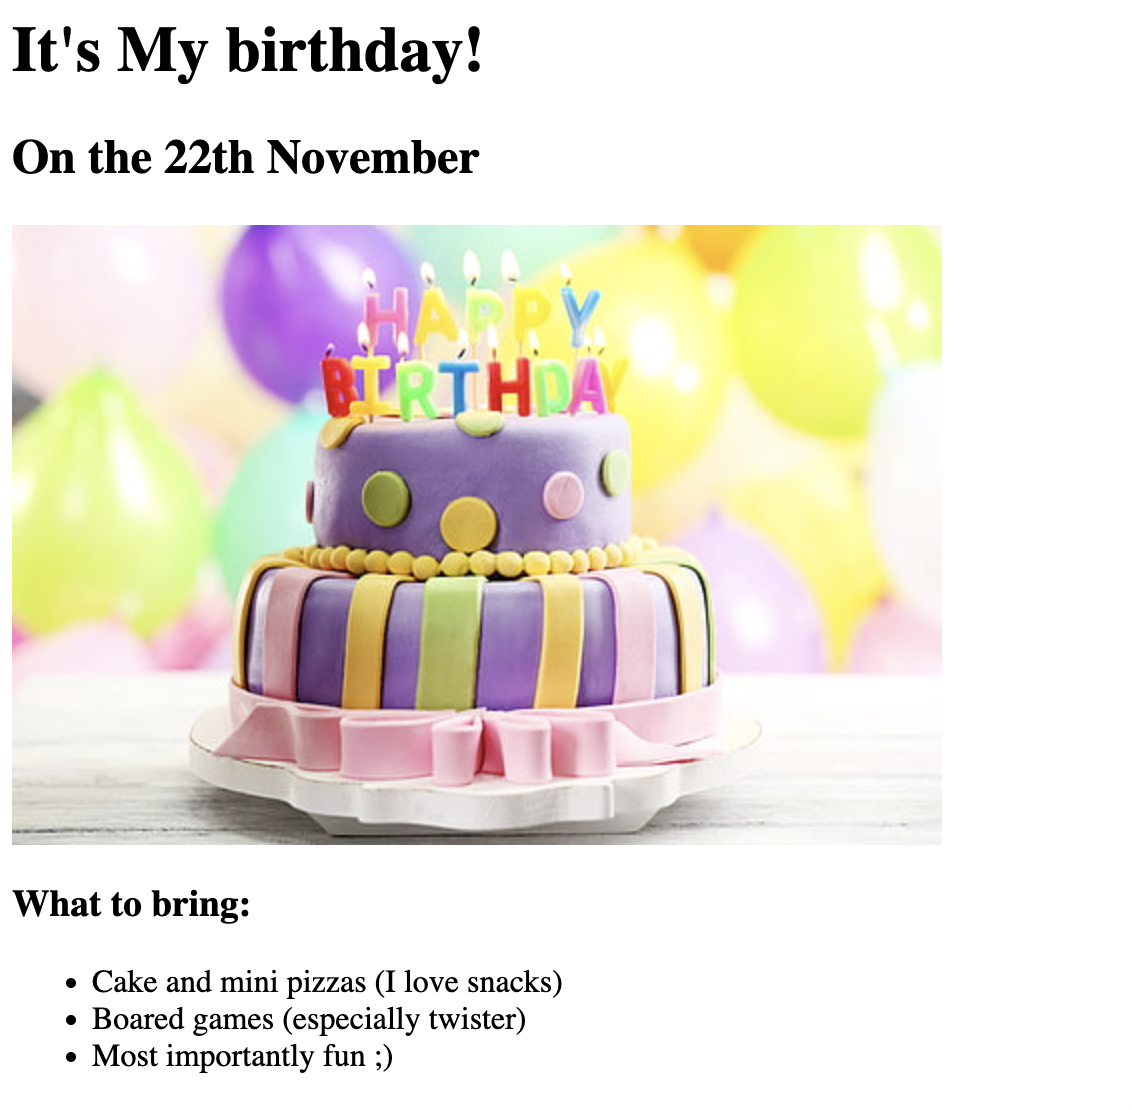 It's My birthday!
On the 22th November
HAPPY
BIRTHDAY
What to bring:
Cake and mini pizzas (I love snacks)
Boared games (especially twister)
Most importantly fun ;)